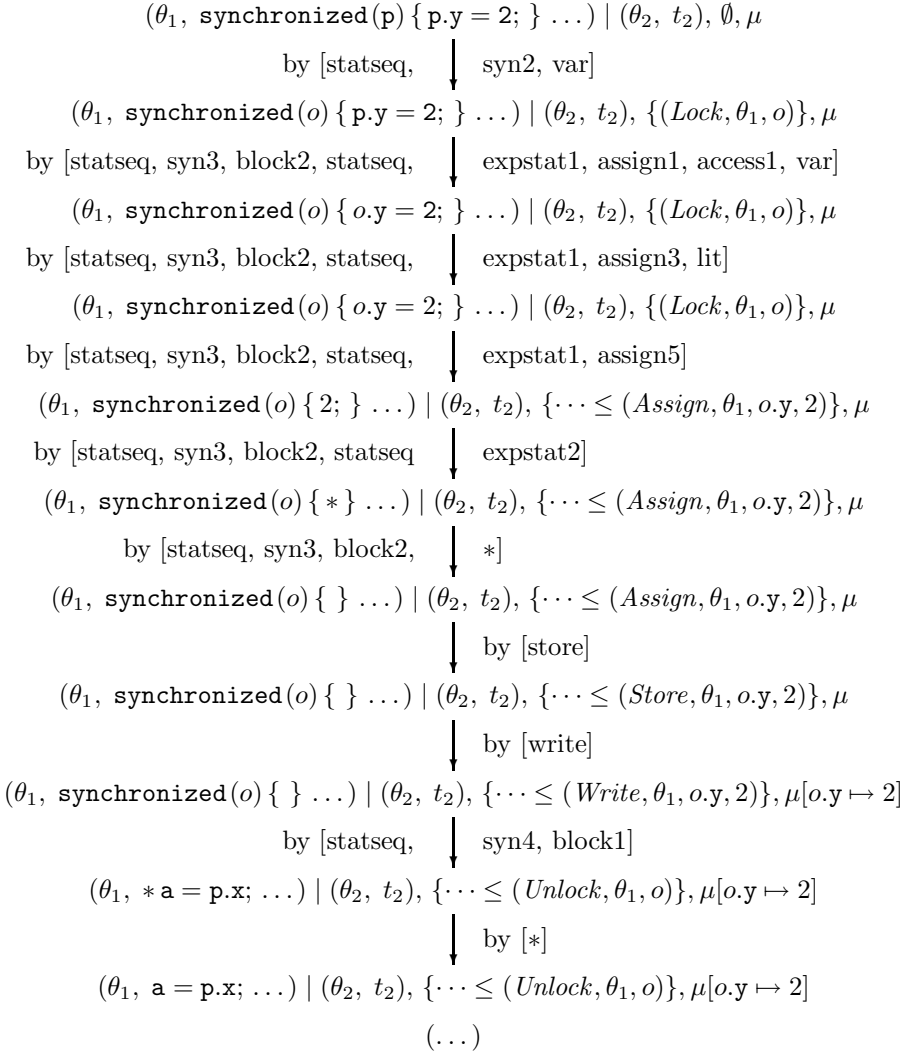 (θ₁, synchronized(p) { p.y = 2; } ...) | (θ₂, t₂), ∅, μ
by [statseq, syn2, var]
(θ₁, synchronized(o) { p.y = 2; } ...) | (θ₂, t₂), {(Lock, θ₁, o)}, μ
by [statseq, syn3, block2, statseq, expstat1, assign1, access1, var]
(θ₁, synchronized(o) { o.y = 2; } ...) | (θ₂, t₂), {(Lock, θ₁, o)}, μ
by [statseq, syn3, block2, statseq, expstat1, assign3, lit]
(θ₁, synchronized(o) { o.y = 2; } ...) | (θ₂, t₂), {(Lock, θ₁, o)}, μ
by [statseq, syn3, block2, statseq, expstat1, assign5]
(θ₁, synchronized(o) { 2; } ...) | (θ₂, t₂), {··· ≤ (Assign, θ₁, o.y, 2)}, μ
by [statseq, syn3, block2, statseq expstat2]
(θ₁, synchronized(o) { * } ...) | (θ₂, t₂), {··· ≤ (Assign, θ₁, o.y, 2)}, μ
by [statseq, syn3, block2, *]
(θ₁, synchronized(o) { } ...) | (θ₂, t₂), {··· ≤ (Assign, θ₁, o.y, 2)}, μ
by [store]
(θ₁, synchronized(o) { } ...) | (θ₂, t₂), {··· ≤ (Store, θ₁, o.y, 2)}, μ
by [write]
(θ₁, synchronized(o) { } ...) | (θ₂, t₂), {··· ≤ (Write, θ₁, o.y, 2)}, μ[o.y ↦ 2]
by [statseq, syn4, block1]
(θ₁, * a = p.x; ...) | (θ₂, t₂), {··· ≤ (Unlock, θ₁, o)}, μ[o.y ↦ 2]
by [*]
(θ₁, a = p.x; ...) | (θ₂, t₂), {··· ≤ (Unlock, θ₁, o)}, μ[o.y ↦ 2]
(...)